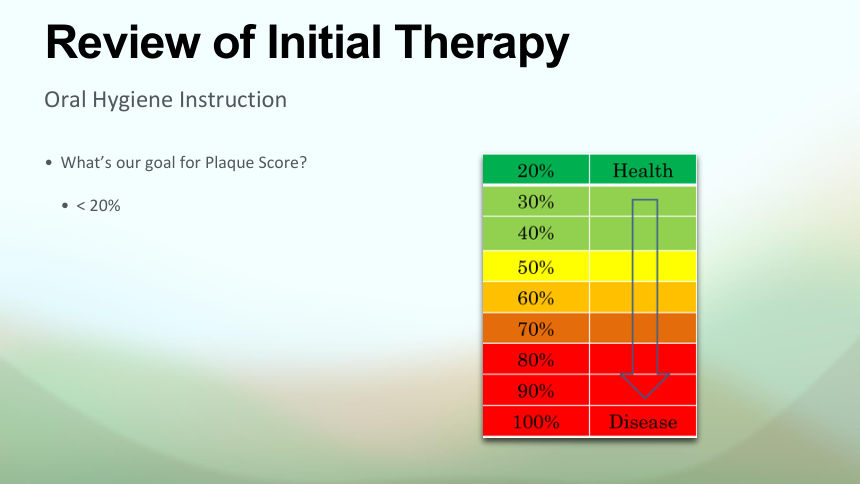 Review of Initial Therapy
Oral Hygiene Instruction
• What's our goal for Plaque Score?
• < 20%
20% Health
30%
40%
50%
60%
70%
80%
90%
100% Disease